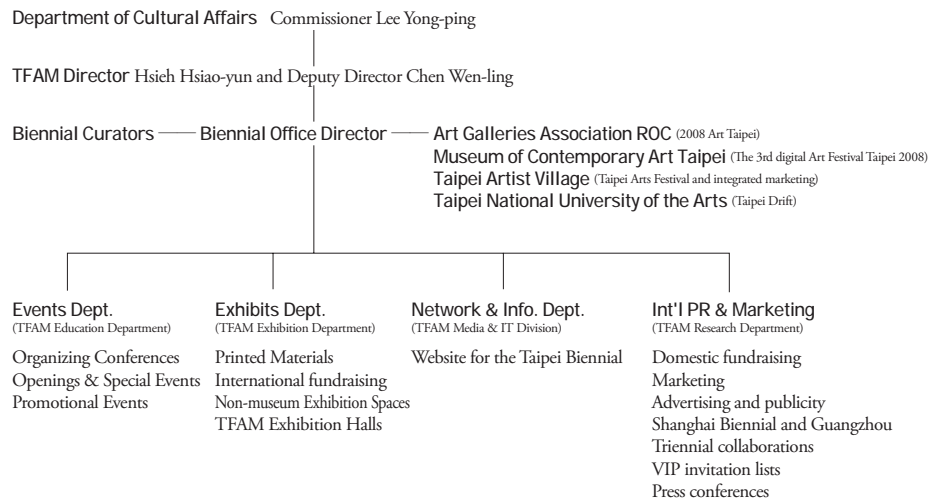 Department of Cultural Affairs Commissioner Lee Yong-ping
TFAM Director Hsieh Hsiao-yun and Deputy Director Chen Wen-ling
Biennial Curators Biennial Office Director Art Galleries Association ROC (2008 Art Taipei)
Museum of Contemporary Art Taipei (The 3rd digital Art Festival Taipei 2008)
Taipei Artist Village (Taipei Arts Festival and integrated marketing)
Taipei National University of the Arts (Taipei Drift)
Events Dept.
(TFAM Education Department)
Organizing Conferences
Openings & Special Events
Promotional Events
Exhibits Dept.
(TFAM Exhibition Department)
Printed Materials
International fundraising
Non-museum Exhibition Spaces
TFAM Exhibition Halls
Network & Info. Dept.
(TFAM Media & IT Division)
Website for the Taipei Biennial
Int'l PR & Marketing
(TFAM Research Department)
Domestic fundraising
Marketing
Advertising and publicity
Shanghai Biennial and Guangzhou
Triennial collaborations
VIP invitation lists
Press conferences